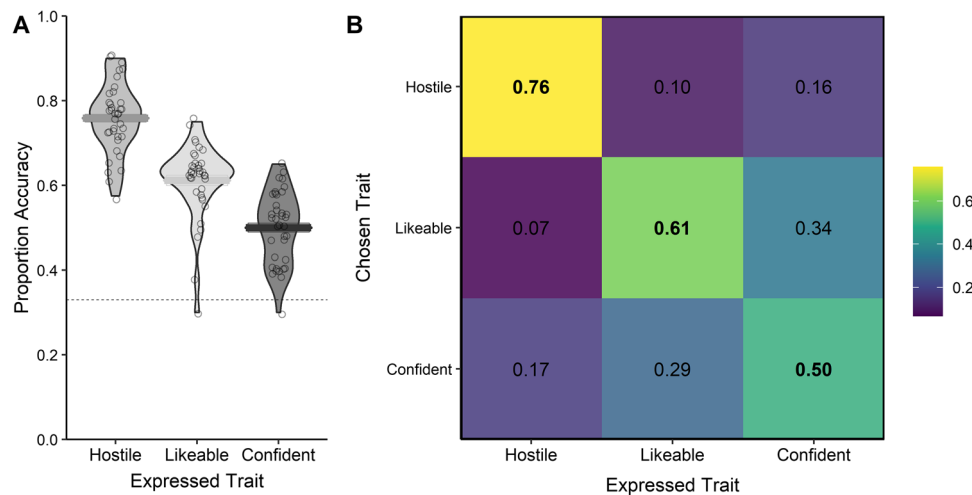 A
1.0
0.8
0.6
0.4
0.2
0.0
Proportion Accuracy
Hostile Likeable Confident
Expressed Trait
B
Chosen Trait
Hostile 0.76 0.10 0.16
Likeable 0.07 0.61 0.34
Confident 0.17 0.29 0.50
Hostile Likeable Confident
Expressed Trait
0.6
0.4
0.2